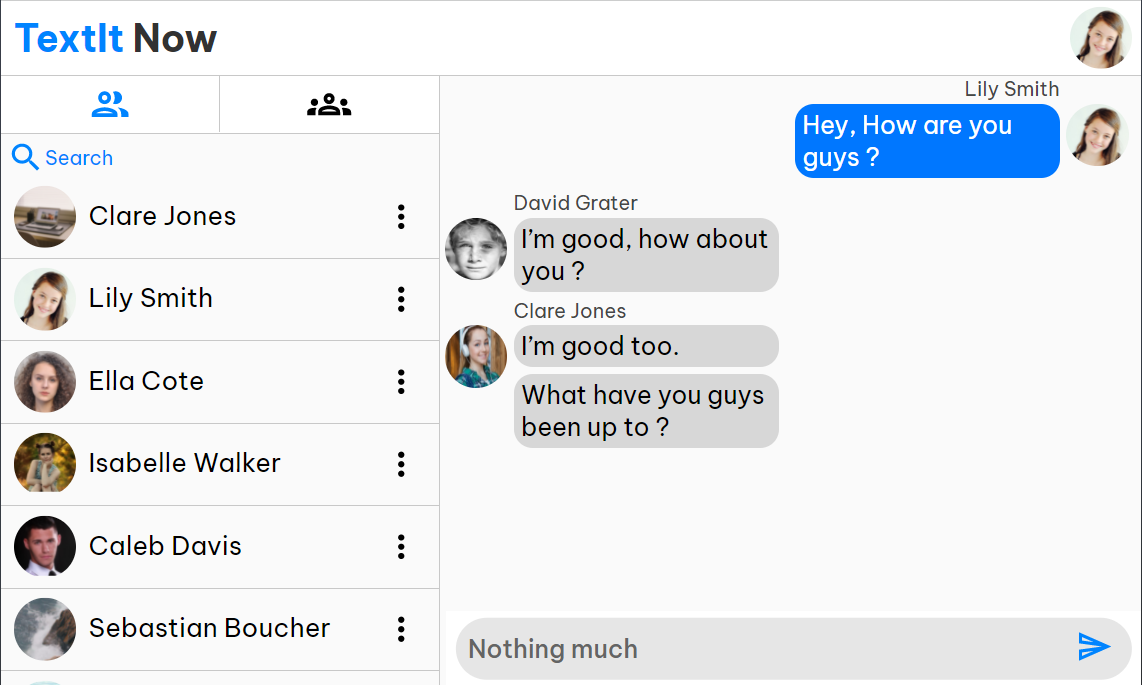 TextIt Now
Search
Clare Jones
Lily Smith
Ella Cote
Isabelle Walker
Caleb Davis
Sebastian Boucher
Lily Smith
Hey, How are you
guys ?
David Grater
I’m good, how about
you ?
Clare Jones
I’m good too.
What have you guys
been up to ?
Nothing much